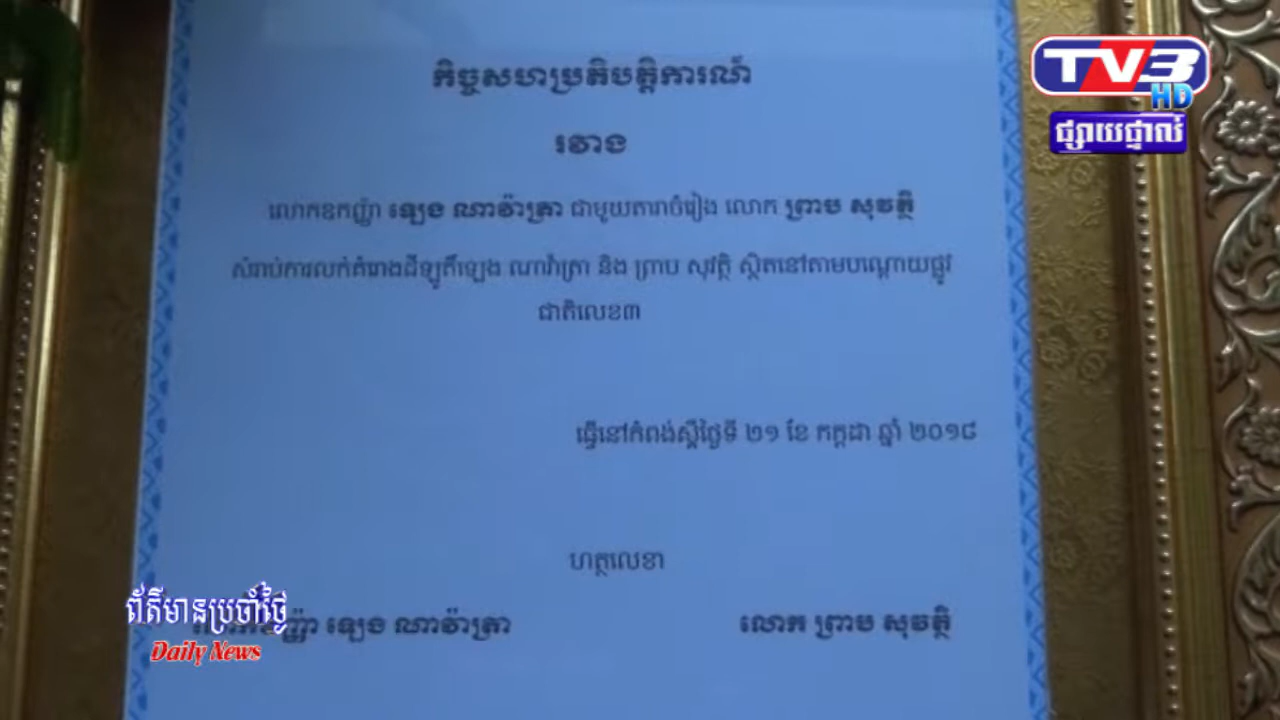 កិច្ចសហប្រតិបត្តិការណ៍
TV3
HD
ផ្សាយផ្ទាល់
រវាង
លោកឧកញ៉ា ឡេង ណាវ៉ាត្រា ជាមួយតារាចំរៀង លោក ព្រាប សុវត្ថិ
សំរាប់ការលក់គំរោងដីឡូតិ៍ឡេង ណាវ៉ាត្រា និង ព្រាប សុវត្ថិ ស្ថិតនៅតាមបណ្តោយផ្លូវ
ជាតិលេខ៣
ធ្វើនៅកំពង់ស្ពឺថ្ងៃទី ២១ ខែ កក្កដា ឆ្នាំ ២០១៨
ហត្ថលេខា
ឡេង ណាវ៉ាត្រា
លោក ព្រាប សុវត្ថិ
ព័ត៌មានប្រចាំថ្ងៃ
Daily News